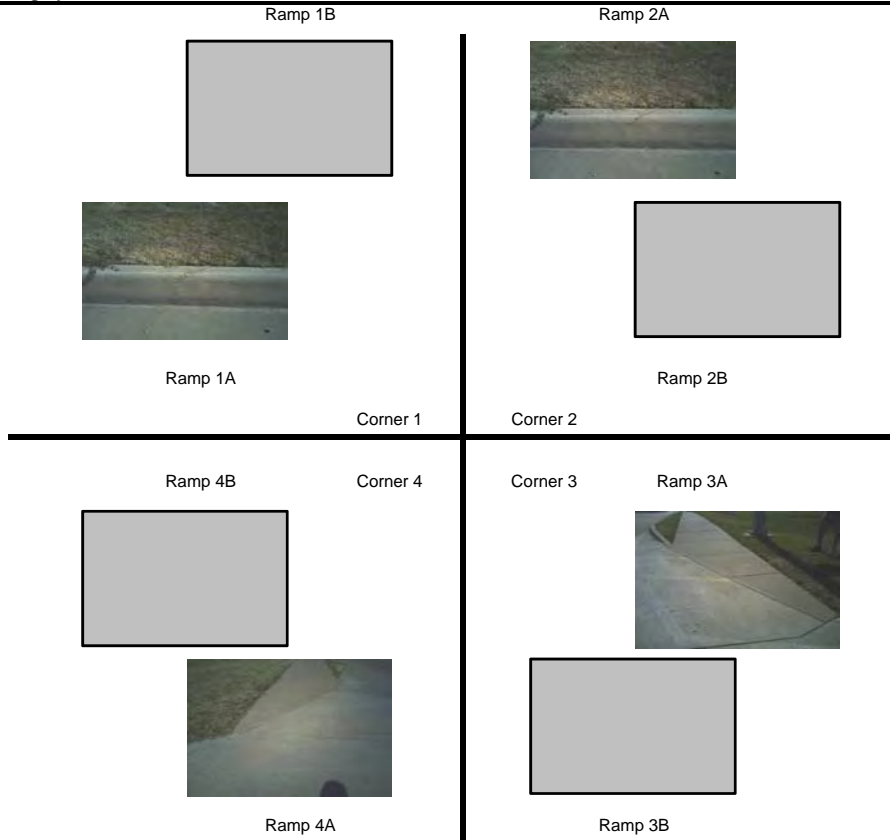 Ramp 1B Ramp 2A
Ramp 1A Ramp 2B
Corner 1 Corner 2
Ramp 4B Corner 4 Corner 3 Ramp 3A
Ramp 4A Ramp 3B